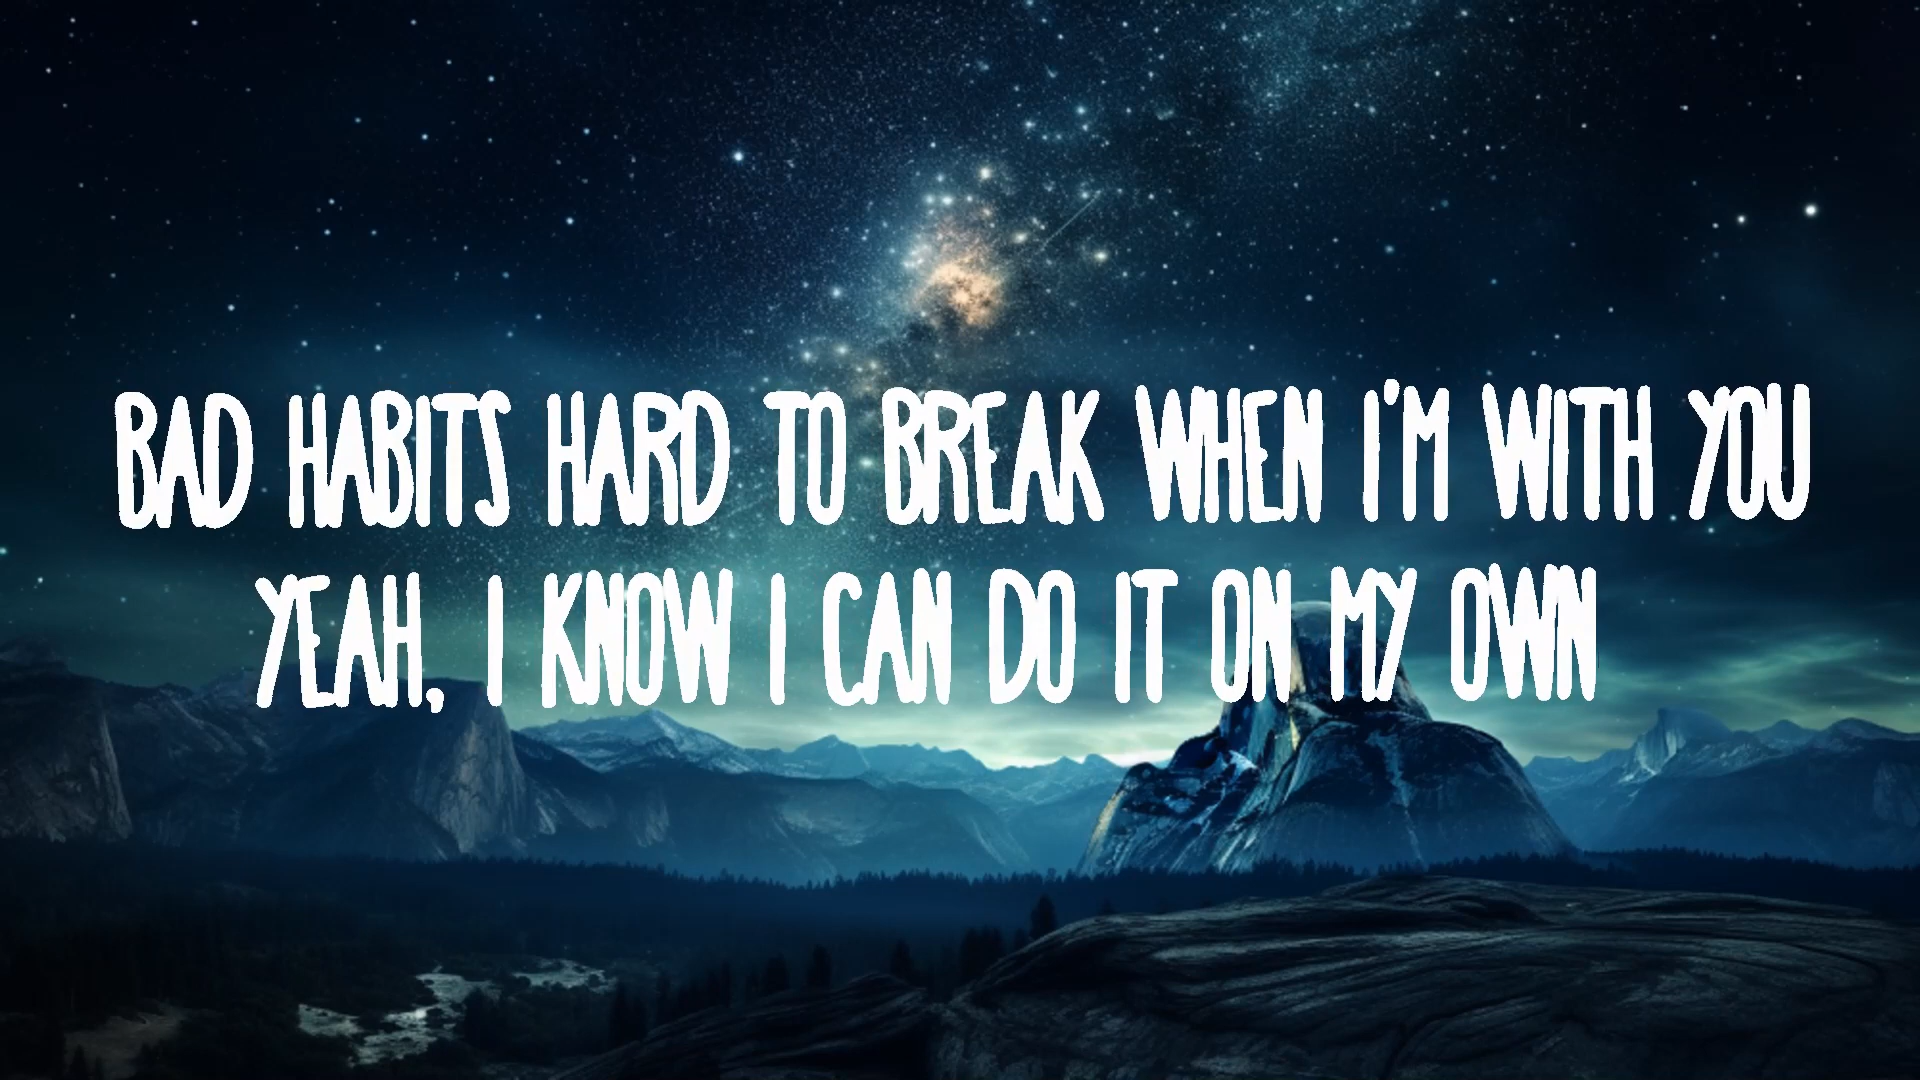 BAD HABITS HARD TO BREAK WHEN I'M WITH YOU
YEAH, I KNOW I CAN DO IT ON MY OWN